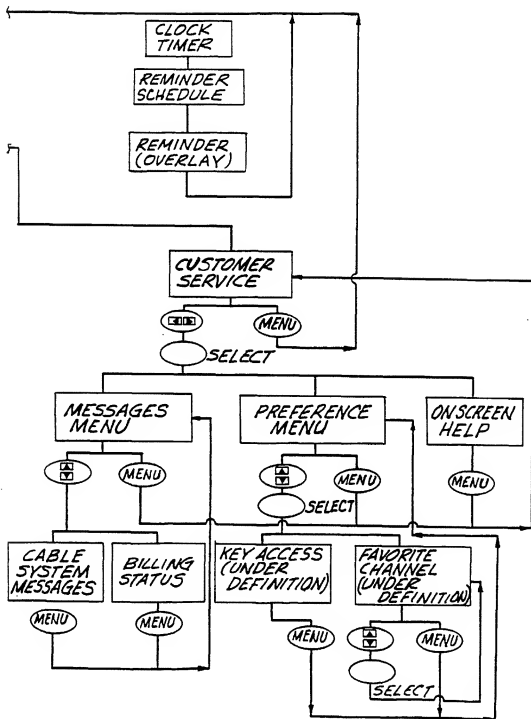 CLOCK
TIMER
REMINDER
SCHEDULE
REMINDER
(OVERLAY)
CUSTOMER
SERVICE
MENU
SELECT
MESSAGES
MENU
PREFERENCE
MENU
ON SCREEN
HELP
MENU
MENU
MENU
SELECT
CABLE
SYSTEM
MESSAGES
BILLING
STATUS
KEY ACCESS
(UNDER
DEFINITION)
FAVORITE
CHANNEL
(UNDER
DEFINITION)
MENU
MENU
MENU
MENU
SELECT